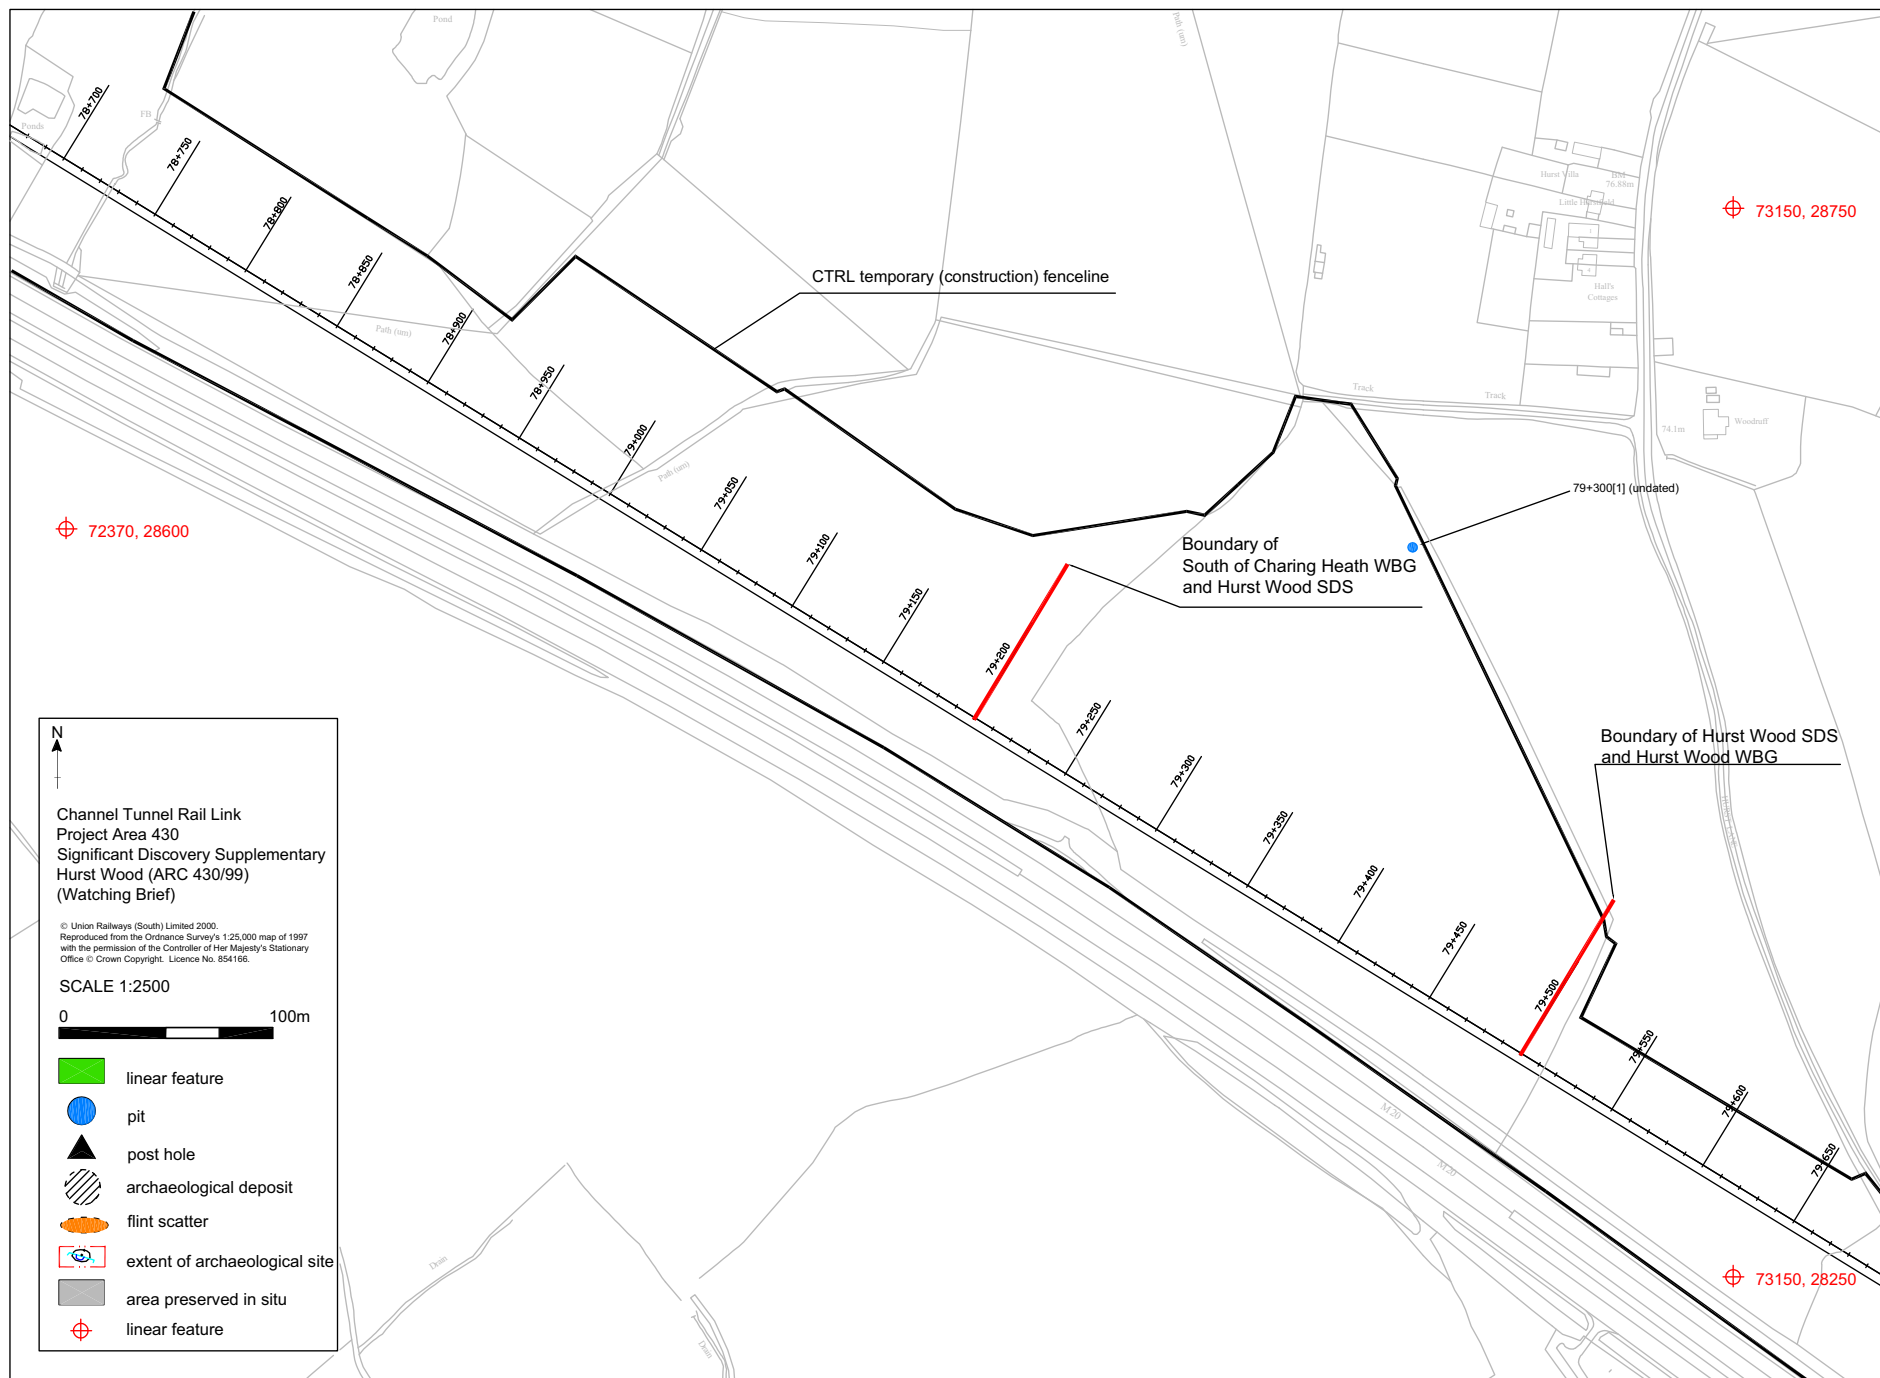 Pond
Path (um)
78+700
Ponds
FB
78+750
78+800
78+850
78+900
78+950
79+000
79+050
79+100
79+150
79+200
79+250
79+300
79+350
79+400
79+450
79+500
79+550
79+600
79+650
Path (um)
Path (um)
CTRL temporary (construction) fenceline
Hurst Villa
BM
76.88m
Hall's
Cottages
73150, 28750
Track
Track
74.1m
Woodruff
79+300[1] (undated)
72370, 28600
Boundary of
South of Charing Heath WBG
and Hurst Wood SDS
Boundary of Hurst Wood SDS
and Hurst Wood WBG
M20
M20
73150, 28250
Drain
Drain
N
Channel Tunnel Rail Link
Project Area 430
Significant Discovery Supplementary
Hurst Wood (ARC 430/99)
(Watching Brief)
© Union Railways (South) Limited 2000.
Reproduced from the Ordnance Survey's 1:25,000 map of 1997
with the permission of the Controller of Her Majesty's Stationary
Office © Crown Copyright. Licence No. 854166.
SCALE 1:2500
0 100m
linear feature
pit
post hole
archaeological deposit
flint scatter
extent of archaeological site
area preserved in situ
linear feature